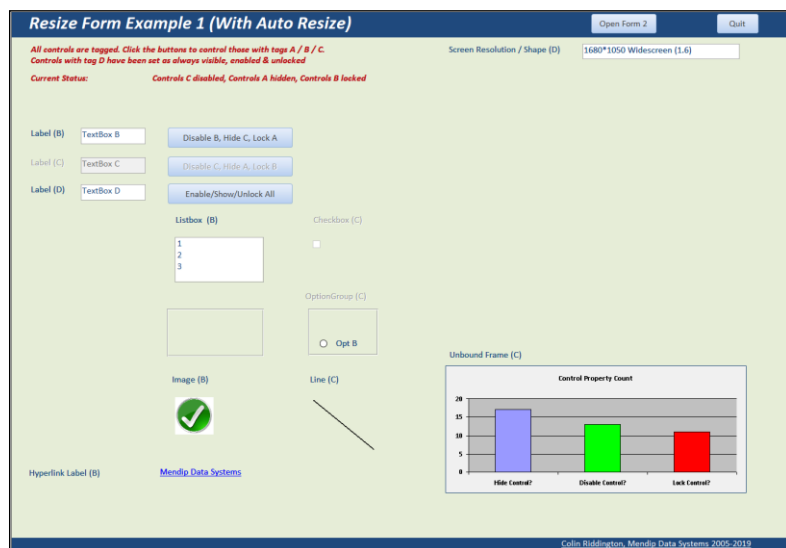 Resize Form Example 1 (With Auto Resize)
Open Form 2
Quit
All controls are tagged. Click the buttons to control those with tags A / B / C.
Controls with tag D have been set as always visible, enabled & unlocked
Screen Resolution / Shape (D)
1680*1050 Widescreen (1.6)
Current Status: Controls C disabled, Controls A hidden, Controls B locked
Label (B) TextBox B Disable B, Hide C, Lock A
Label (C) TextBox C Disable C, Hide A, Lock B
Label (D) TextBox D Enable/Show/Unlock All
Listbox (B) Checkbox (C)
1
2
3
OptionGroup (C)
Opt B
Unbound Frame (C)
Image (B) Line (C)
Control Property Count
20
15
10
5
0
Hide Control? Disable Control? Lock Control?
Hyperlink Label (B) Mendip Data Systems
Colin Riddington, Mendip Data Systems 2005-2019